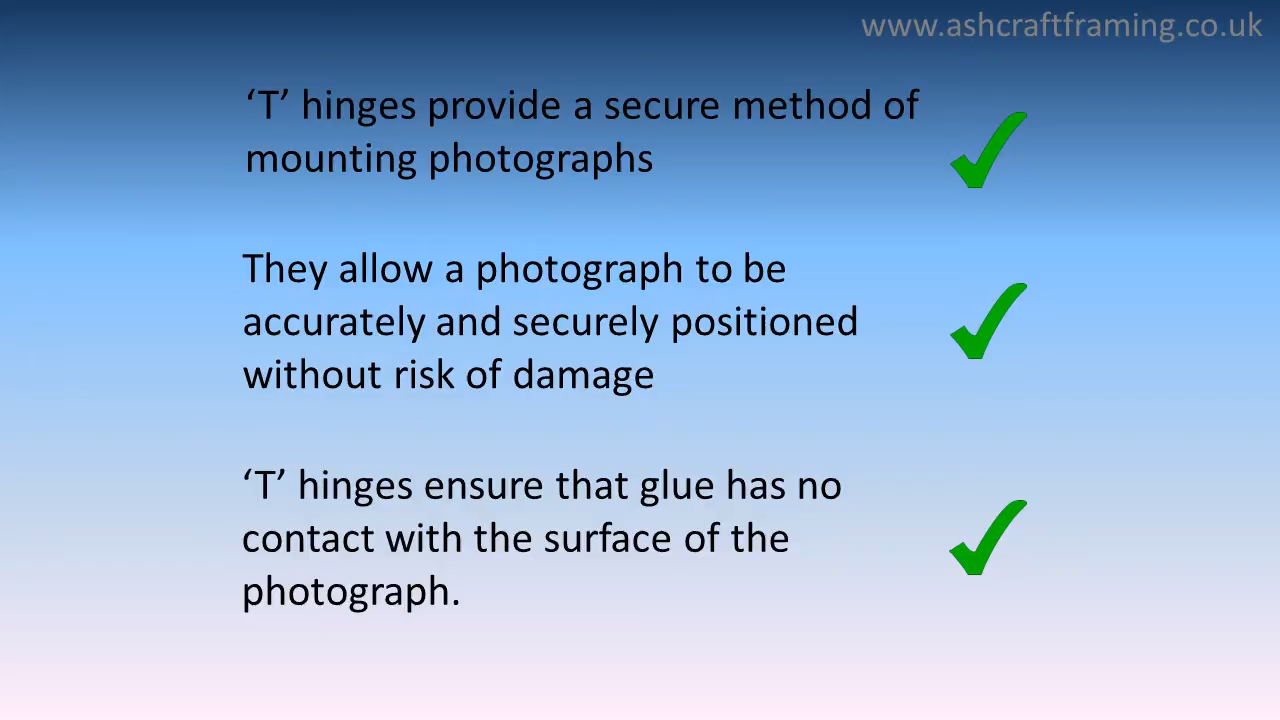 www.ashcraftframing.co.uk
‘T’ hinges provide a secure method of
mounting photographs
They allow a photograph to be
accurately and securely positioned
without risk of damage
‘T’ hinges ensure that glue has no
contact with the surface of the
photograph.